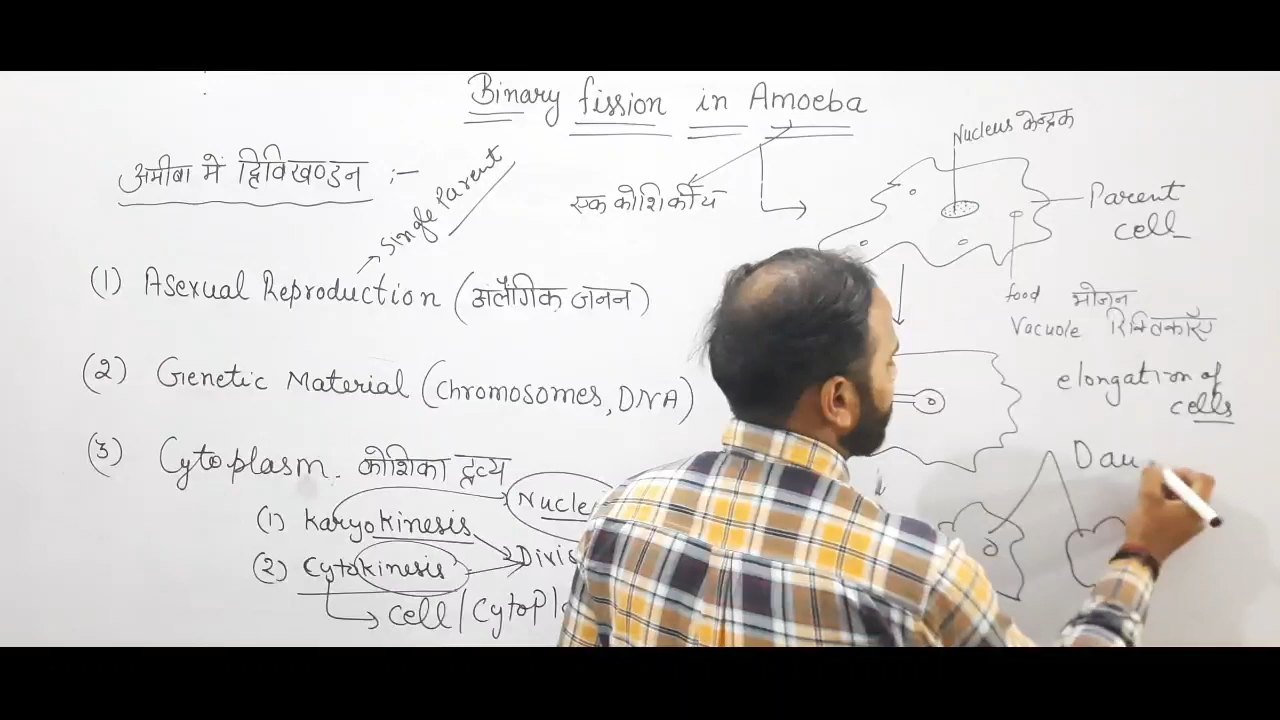 Binary fission in Amoeba
अमीबा में द्विविखण्डन :-
एक कोशिकीय
Nucleus केन्द्रक
Parent
cell
Single Parent
(1) Asexual Reproduction (अलैंगिक जनन)
food भोजन
Vacuole रिक्तिकाएँ
(2) Genetic Material (Chromosomes, DNA)
elongation of
cells
(3) Cytoplasm. कोशिका द्रव्य
Dau
(1) Karyokinesis
Nucle
(2) Cytokinesis
Divis
cell / Cytopl